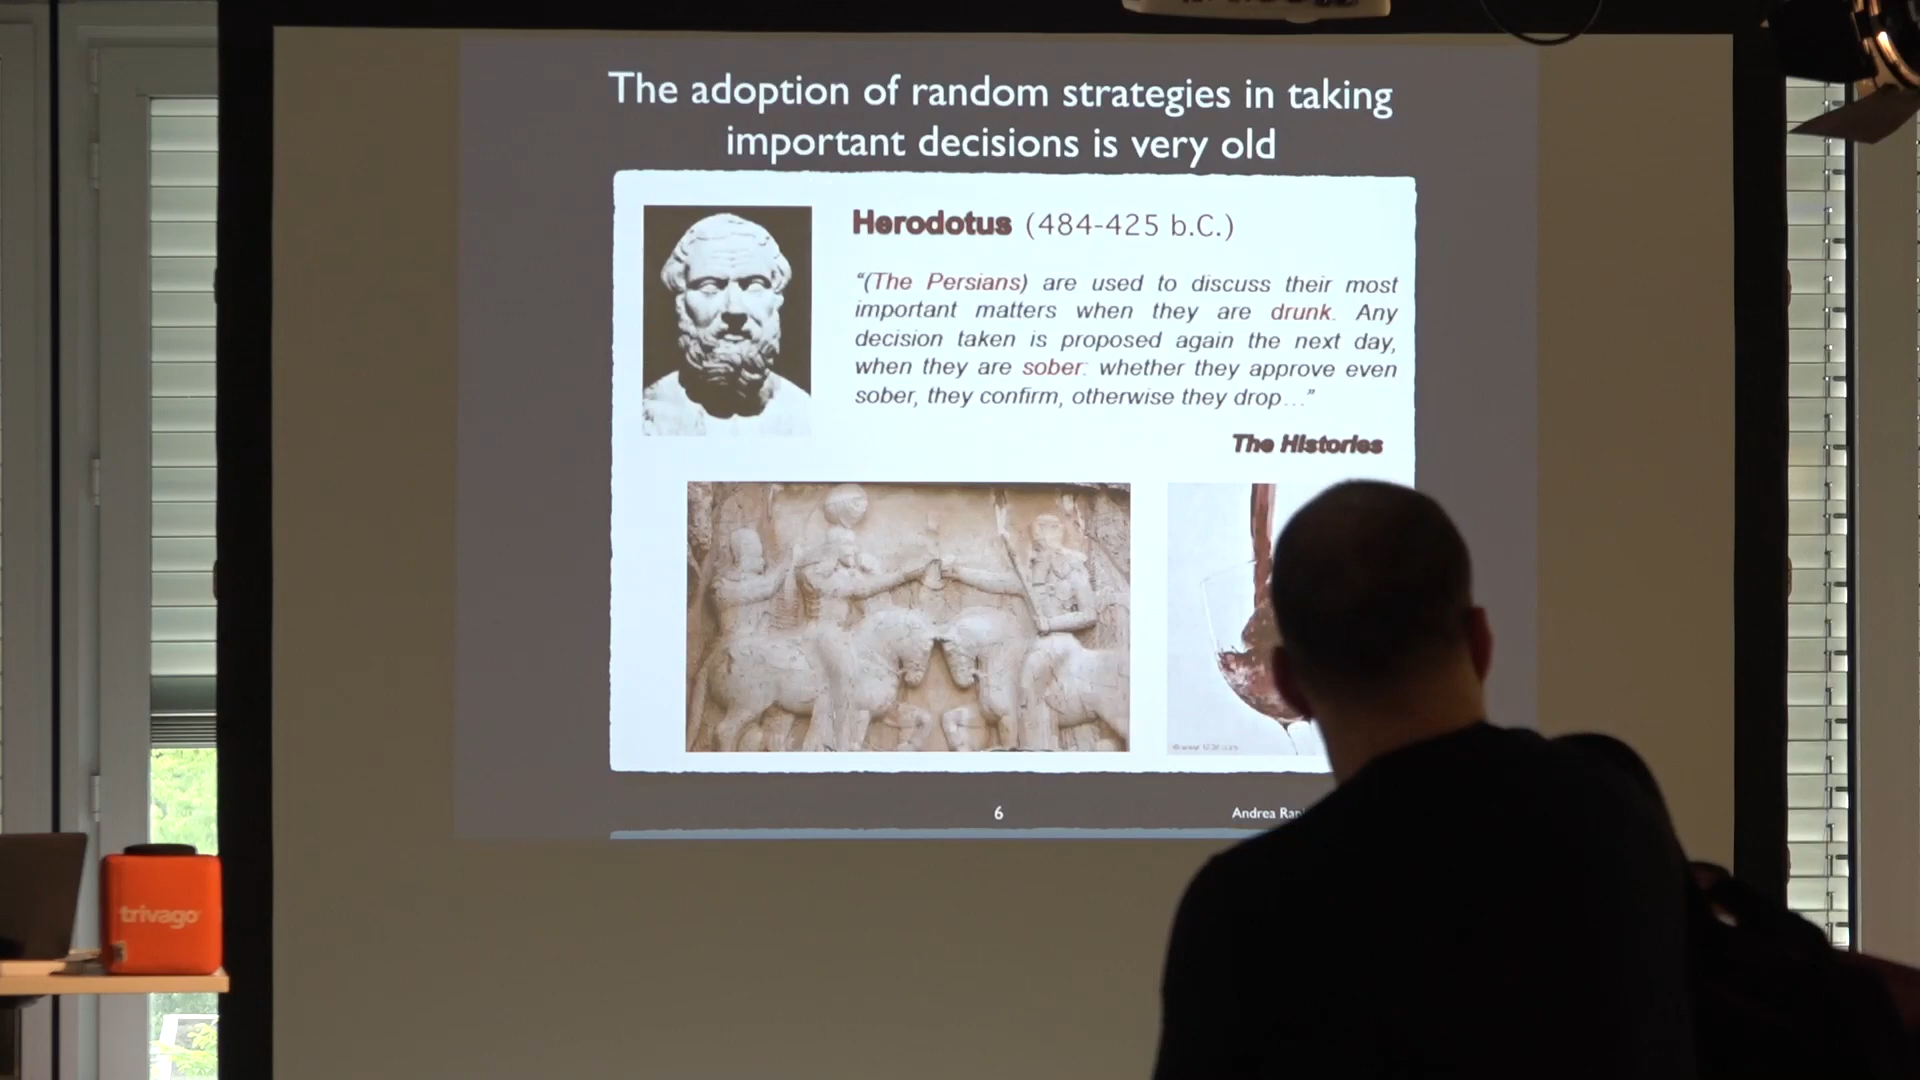 The adoption of random strategies in taking
important decisions is very old
Herodotus (484-425 b.C.)
“(The Persians) are used to discuss their most
important matters when they are drunk. Any
decision taken is proposed again the next day,
when they are sober: whether they approve even
sober, they confirm, otherwise they drop...”
The Histories
6
Andrea
trivago